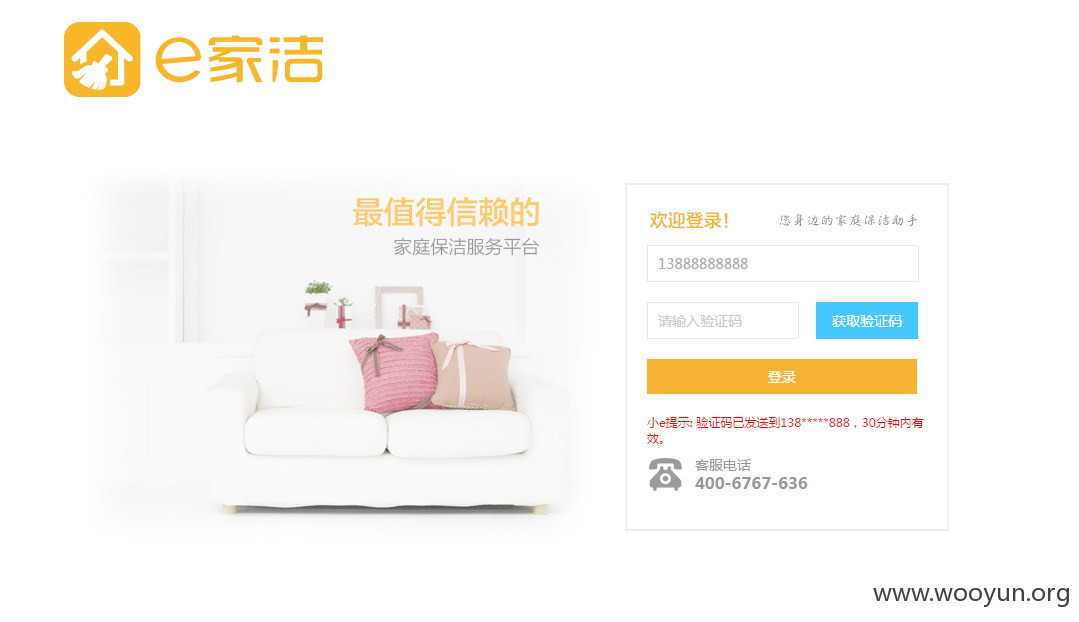 e家洁
最值得信赖的
家庭保洁服务平台
欢迎登录!
您身边的家庭保洁助手
13888888888
请输入验证码
获取验证码
登录
小e提示: 验证码已发送到138*****888，30分钟内有
效。
客服电话
400-6767-636
www.wooyun.org